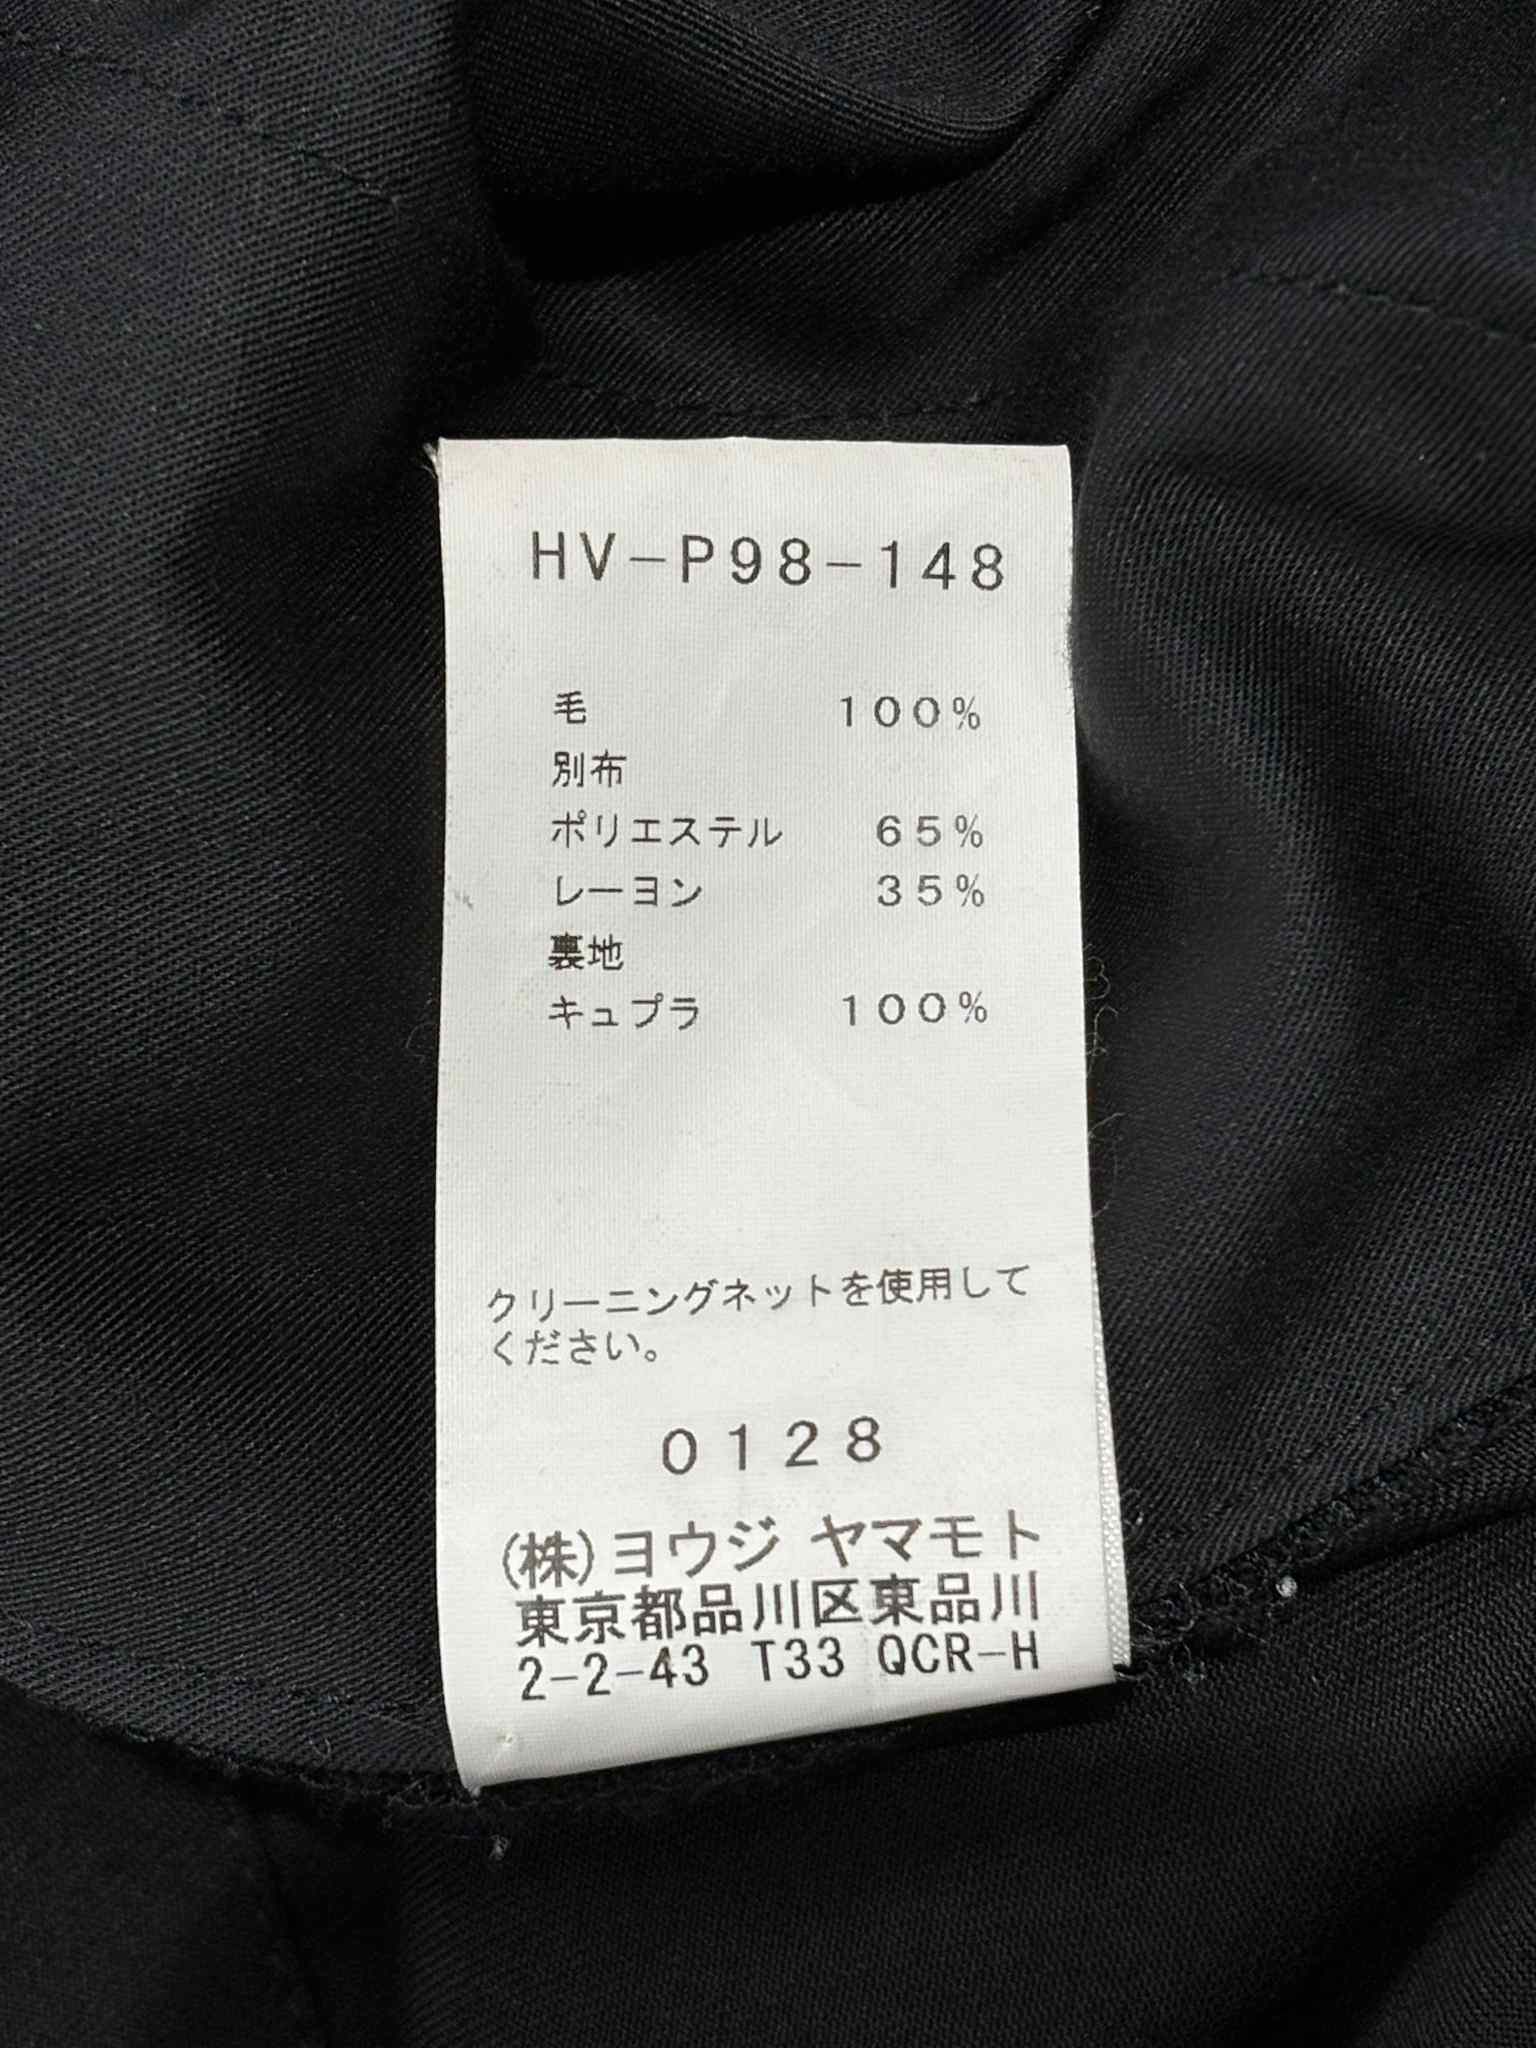 HV-P98-148
毛 100%
別布
ポリエステル 65%
レーヨン 35%
裏地
キュプラ 100%
クリーニングネットを使用して
ください。
0128
(株)ヨウジ ヤマモト
東京都品川区東品川
2-2-43 T33 QCR-H